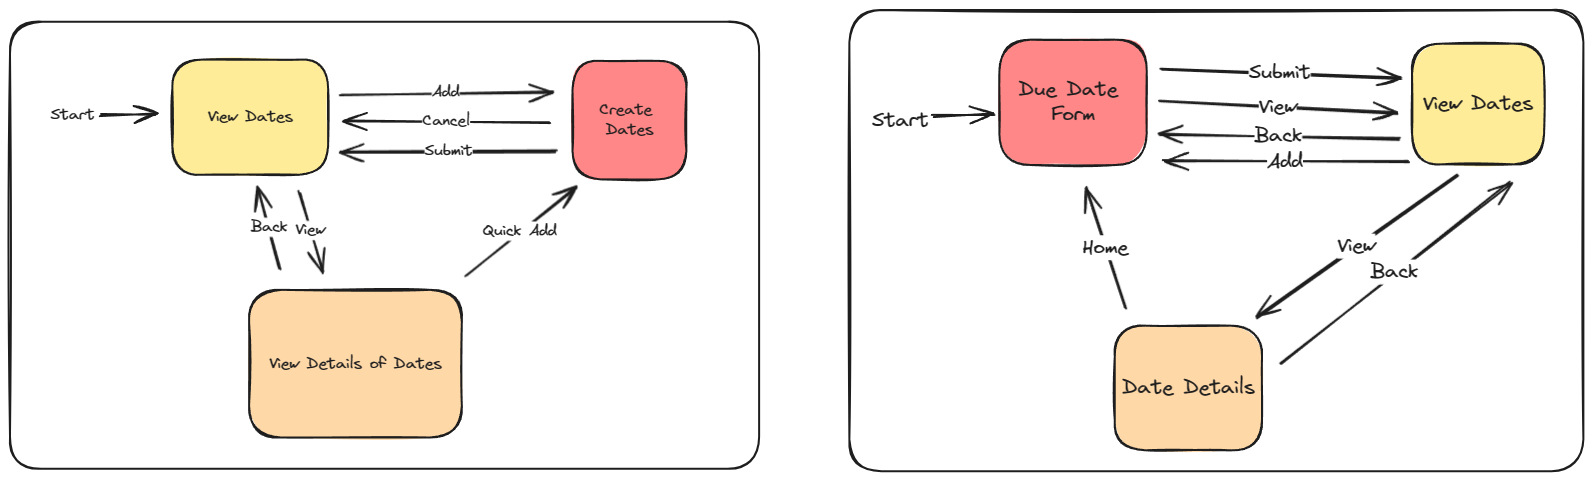 Start
View Dates
Add
Cancel
Submit
Create
Dates
Back
View
Quick Add
View Details of Dates
Start
Due Date
Form
Submit
View
Back
Add
View Dates
Home
View
Back
Date Details